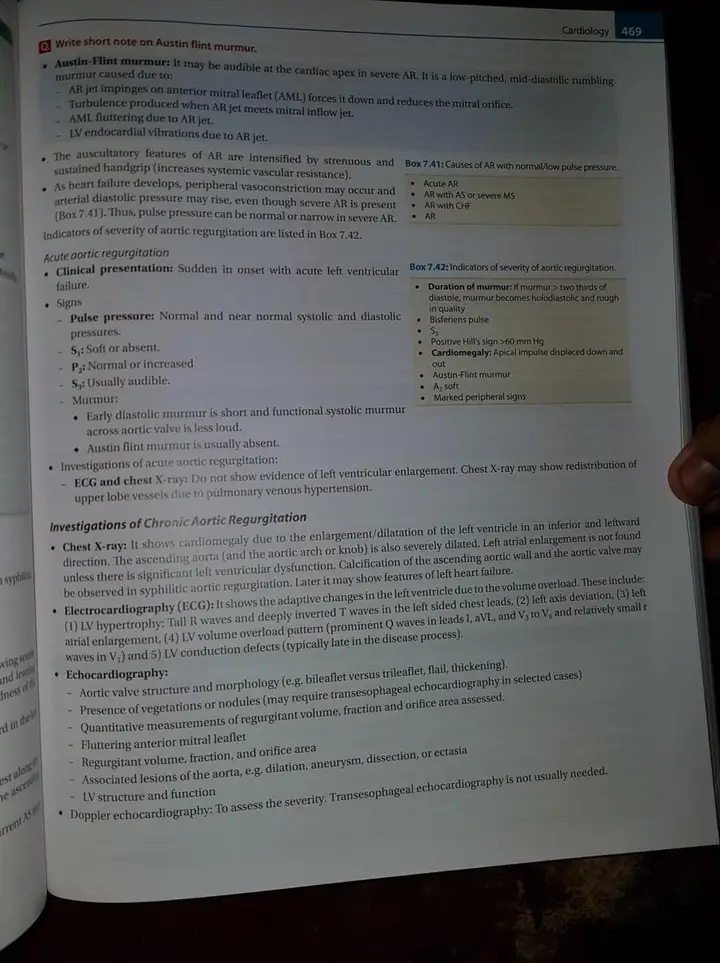 Cardiology 469
Q. Write short note on Austin flint murmur.
• Austin-Flint murmur: It may be audible at the cardiac apex in severe AR. It is a low-pitched, mid-diastolic rumbling
murmur caused due to:
– AR jet impinges on anterior mitral leaflet (AML) forces it down and reduces the mitral orifice.
– Turbulence produced when AR jet meets mitral inflow jet.
– AML fluttering due to AR jet.
– LV endocardial vibrations due to AR jet.
• The auscultatory features of AR are intensified by strenuous and
sustained handgrip (increases systemic vascular resistance).
• As heart failure develops, peripheral vasoconstriction may occur and
arterial diastolic pressure may rise, even though severe AR is present
(Box 7.41). Thus, pulse pressure can be normal or narrow in severe AR.
Indicators of severity of aortic regurgitation are listed in Box 7.42.
Box 7.41: Causes of AR with normal/low pulse pressure.
• Acute AR
• AR with AS or severe MS
• AR with CHF
• AR
Acute aortic regurgitation
• Clinical presentation: Sudden in onset with acute left ventricular
failure.
• Signs
– Pulse pressure: Normal and near normal systolic and diastolic
pressures.
– S₁: Soft or absent.
– P₂: Normal or increased
– S₃: Usually audible.
– Murmur:
• Early diastolic murmur is short and functional systolic murmur
across aortic valve is less loud.
• Austin flint murmur is usually absent.
Box 7.42: Indicators of severity of aortic regurgitation.
• Duration of murmur: If murmur > two thirds of
diastole, murmur becomes holodiastolic and rough
in quality
• Bisferiens pulse
• S₃
• Positive Hill's sign >60 mm Hg
• Cardiomegaly: Apical impulse displaced down and
out
• Austin-Flint murmur
• A₂ soft
• Marked peripheral signs
• Investigations of acute aortic regurgitation:
– ECG and chest X-ray: Do not show evidence of left ventricular enlargement. Chest X-ray may show redistribution of
upper lobe vessels due to pulmonary venous hypertension.
Investigations of Chronic Aortic Regurgitation
• Chest X-ray: It shows cardiomegaly due to the enlargement/dilatation of the left ventricle in an inferior and leftward
direction. The ascending aorta (and the aortic arch or knob) is also severely dilated. Left atrial enlargement is not found
unless there is significant left ventricular dysfunction. Calcification of the ascending aortic wall and the aortic valve may
be observed in syphilitic aortic regurgitation. Later it may show features of left heart failure.
• Electrocardiography (ECG): It shows the adaptive changes in the left ventricle due to the volume overload. These include:
(1) LV hypertrophy: Tall R waves and deeply inverted T waves in the left sided chest leads, (2) left axis deviation, (3) left
atrial enlargement, (4) LV volume overload pattern (prominent Q waves in leads I, aVL, and V₃ to V₆ and relatively small r
waves in V₁) and 5) LV conduction defects (typically late in the disease process).
• Echocardiography:
– Aortic valve structure and morphology (e.g. bileaflet versus trileaflet, flail, thickening).
– Presence of vegetations or nodules (may require transesophageal echocardiography in selected cases)
– Quantitative measurements of regurgitant volume, fraction and orifice area assessed.
– Fluttering anterior mitral leaflet
– Regurgitant volume, fraction, and orifice area
– Associated lesions of the aorta, e.g. dilation, aneurysm, dissection, or ectasia
– LV structure and function
• Doppler echocardiography: To assess the severity. Transesophageal echocardiography is not usually needed.